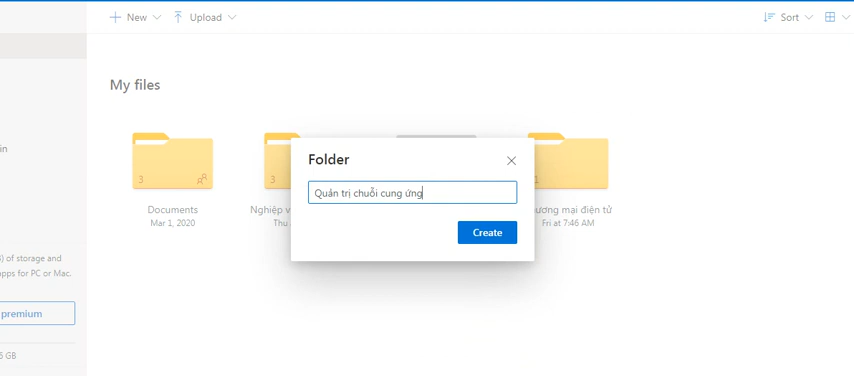 New
Upload
Sort
My files
in
Folder
Quản trị chuỗi cung ứng
Create
3
3
1
Documents
Nghiệp v
ương mại điện tử
Mar 1, 2020
Thu
Fri at 7:46 AM
) of storage and
apps for PC or Mac.
premium
GB